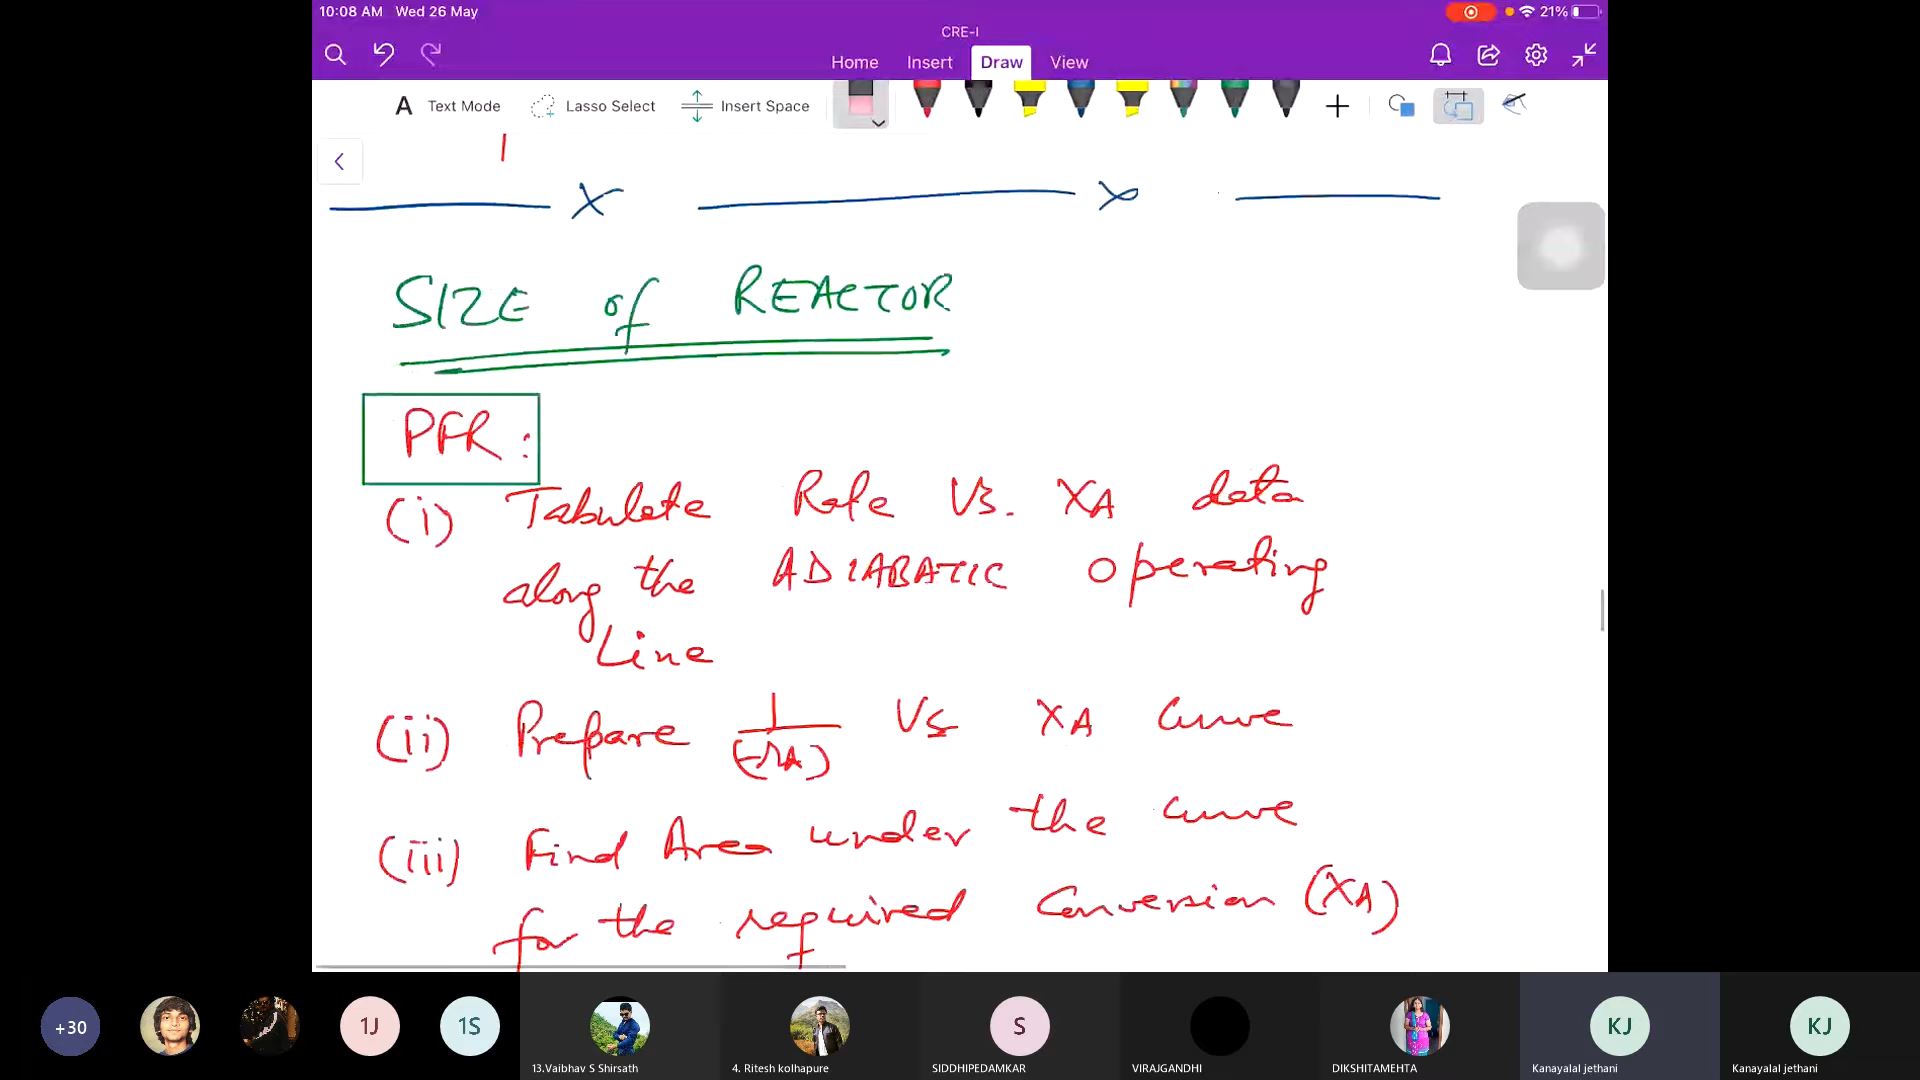 10:08 AM Wed 26 May
21%
CRE-I
Home Insert Draw View
A Text Mode Lasso Select Insert Space
SIZE of REACTOR
PFR :
(i) Tabulate Rate Vs. XA data
along the ADIABATIC operating
Line
(ii) Prepare 1/(-rA) Vs XA curve
(iii) Find Area under the curve
for the required Conversion (XA)
+30
1J
1S
S
KJ
KJ
13.Vaibhav S Shirsath
4. Ritesh kolhapure
SIDDHIPEDAMKAR
VIRAJGANDHI
DIKSHITAMEHTA
Kanayalal jethani
Kanayalal jethani